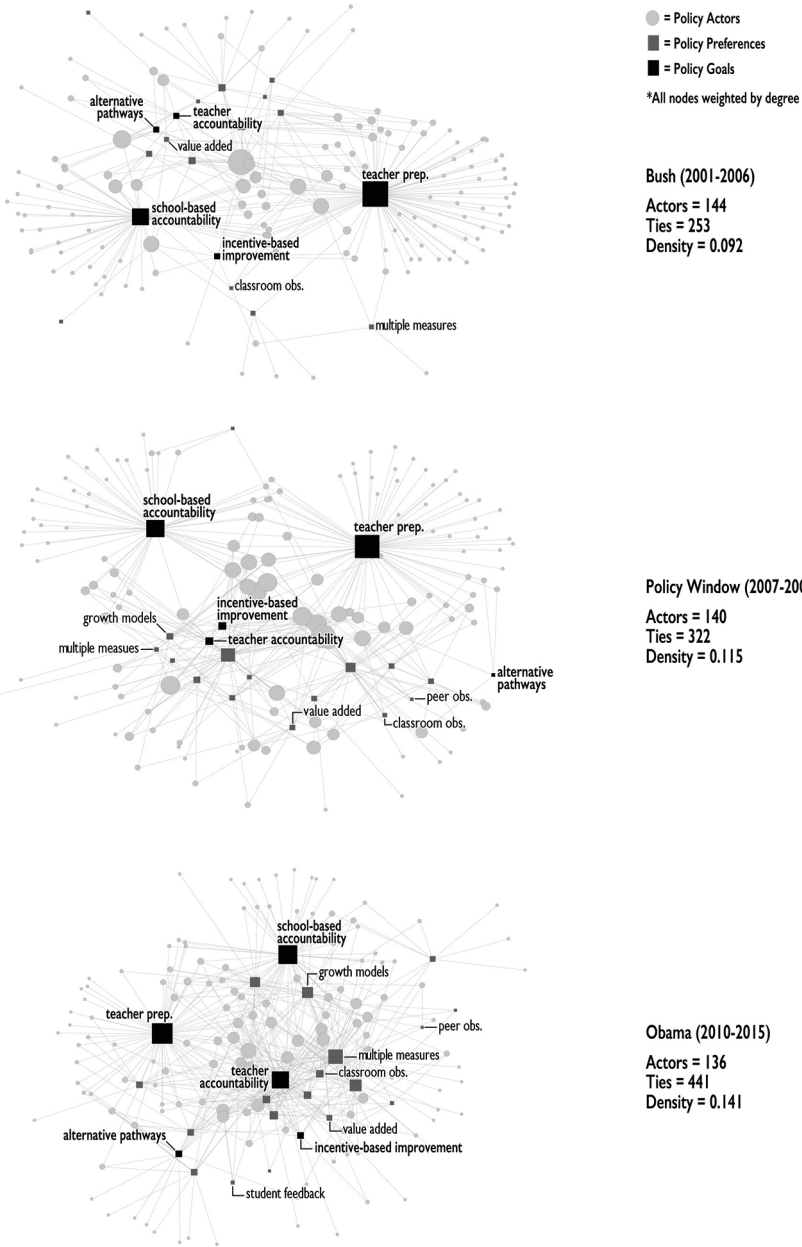 = Policy Actors
= Policy Preferences
= Policy Goals
*All nodes weighted by degree
alternative
pathways
teacher
accountability
value added
teacher prep.
school-based
accountability
incentive-based
improvement
classroom obs.
multiple measures
Bush (2001-2006)
Actors = 144
Ties = 253
Density = 0.092
school-based
accountability
teacher prep.
incentive-based
improvement
growth models
teacher accountability
multiple measues
alternative
pathways
peer obs.
value added
classroom obs.
Policy Window (2007-200
Actors = 140
Ties = 322
Density = 0.115
school-based
accountability
growth models
teacher prep.
peer obs.
multiple measures
teacher
accountability
classroom obs.
value added
alternative pathways
incentive-based improvement
student feedback
Obama (2010-2015)
Actors = 136
Ties = 441
Density = 0.141